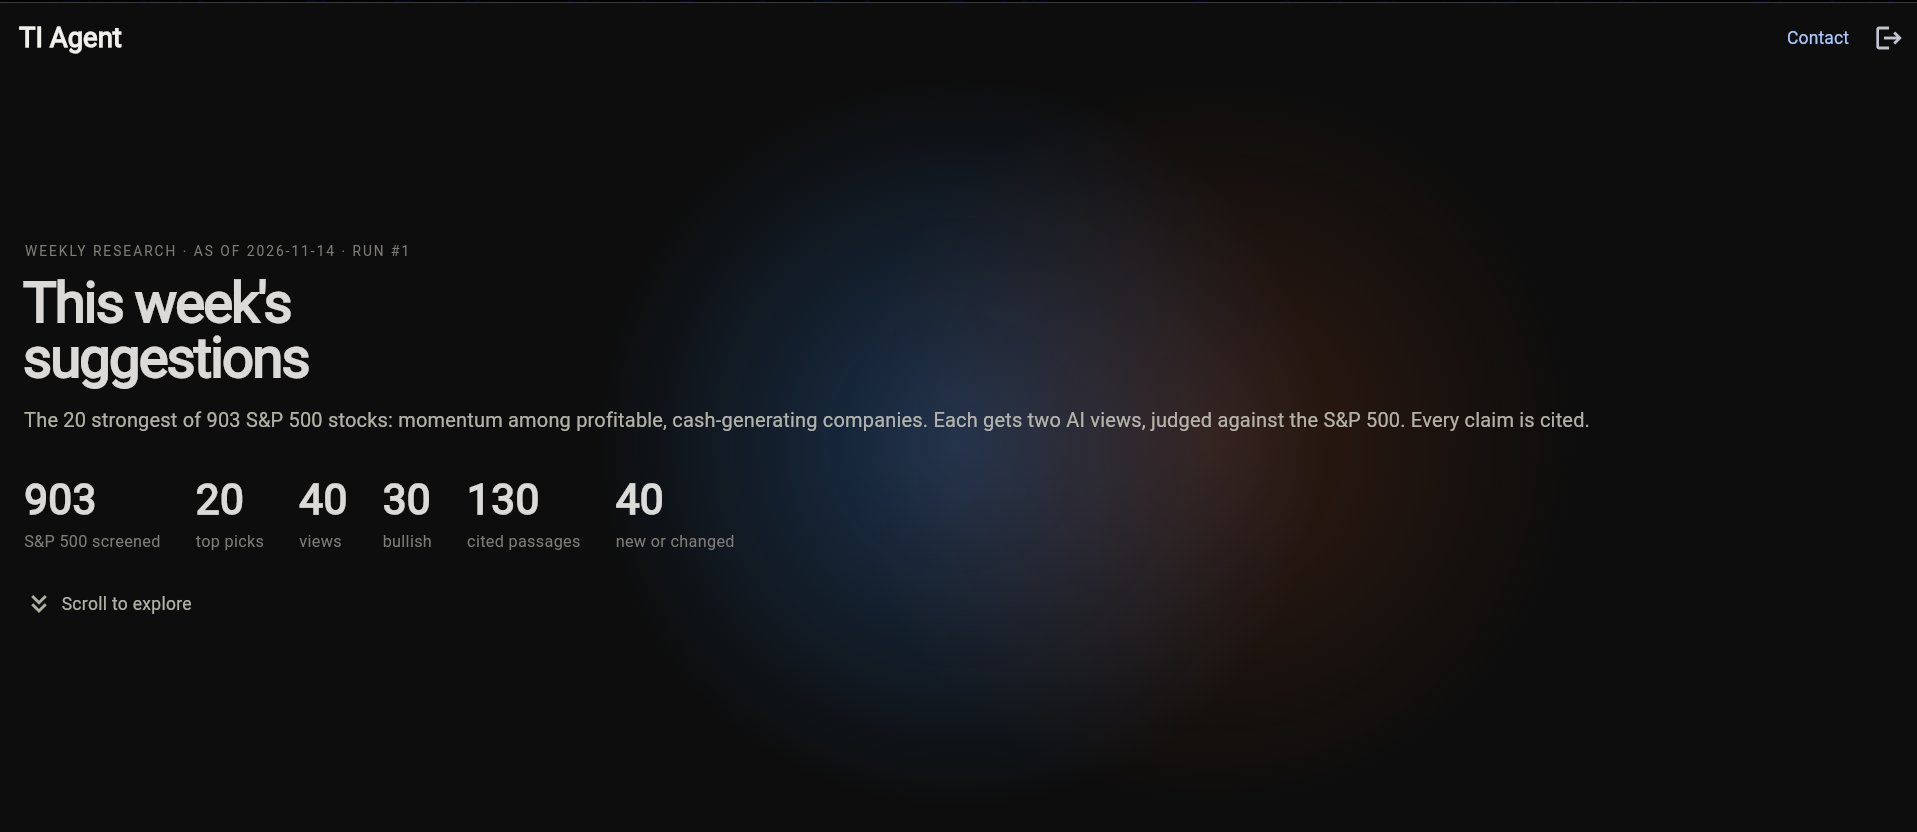 TI Agent
Contact
WEEKLY RESEARCH · AS OF 2026-11-14 · RUN #1
This week's
suggestions
The 20 strongest of 903 S&P 500 stocks: momentum among profitable, cash-generating companies. Each gets two AI views, judged against the S&P 500. Every claim is cited.
903 20 40 30 130 40
S&P 500 screened top picks views bullish cited passages new or changed
Scroll to explore